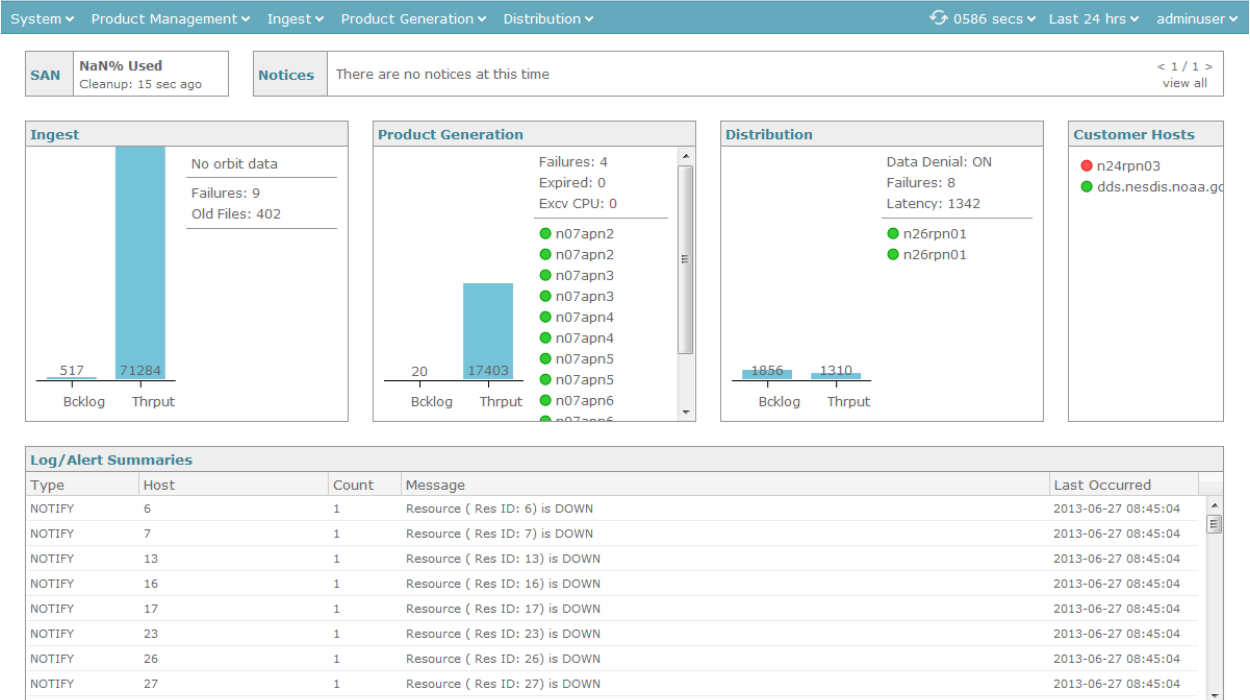 System Product Management Ingest Product Generation Distribution 0586 secs Last 24 hrs adminuser
SAN
NaN% Used
Cleanup: 15 sec ago
Notices
There are no notices at this time
< 1 / 1 >
view all
Ingest
No orbit data
Failures: 9
Old Files: 402
517 71284
Bcklog Thrput
Product Generation
Failures: 4
Expired: 0
Excv CPU: 0
n07apn2
n07apn2
n07apn3
n07apn3
n07apn4
n07apn4
n07apn5
n07apn5
n07apn6
n07apn6
20 17403
Bcklog Thrput
Distribution
Data Denial: ON
Failures: 8
Latency: 1342
n26rpn01
n26rpn01
1856 1310
Bcklog Thrput
Customer Hosts
n24rpn03
dds.nesdis.noaa.gc
Log/Alert Summaries
Type Host Count Message Last Occurred
NOTIFY 6 1 Resource ( Res ID: 6) is DOWN 2013-06-27 08:45:04
NOTIFY 7 1 Resource ( Res ID: 7) is DOWN 2013-06-27 08:45:04
NOTIFY 13 1 Resource ( Res ID: 13) is DOWN 2013-06-27 08:45:04
NOTIFY 16 1 Resource ( Res ID: 16) is DOWN 2013-06-27 08:45:04
NOTIFY 17 1 Resource ( Res ID: 17) is DOWN 2013-06-27 08:45:04
NOTIFY 23 1 Resource ( Res ID: 23) is DOWN 2013-06-27 08:45:04
NOTIFY 26 1 Resource ( Res ID: 26) is DOWN 2013-06-27 08:45:04
NOTIFY 27 1 Resource ( Res ID: 27) is DOWN 2013-06-27 08:45:04